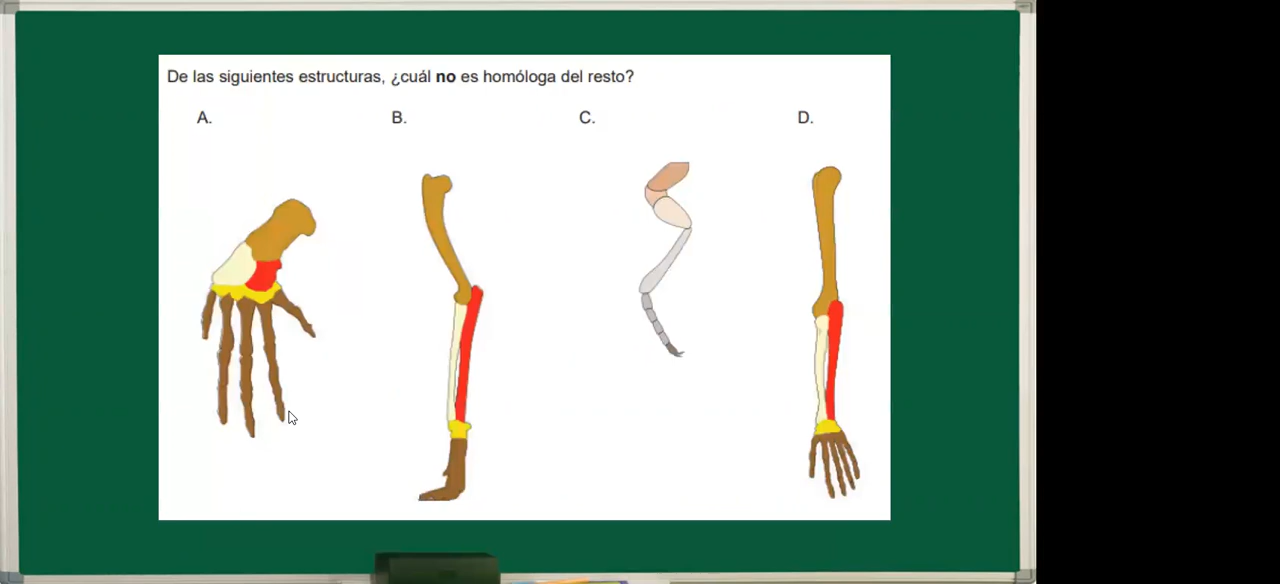 De las siguientes estructuras, ¿cuál no es homóloga del resto?
A. B. C. D.